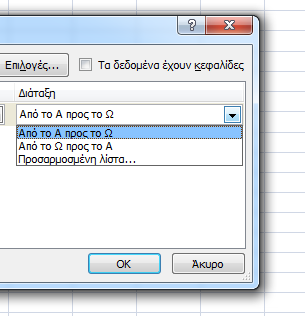 Επιλογές...
Τα δεδομένα έχουν κεφαλίδες
Διάταξη
Από το Α προς το Ω
Από το Α προς το Ω
Από το Ω προς το Α
Προσαρμοσμένη λίστα...
OK
Άκυρο